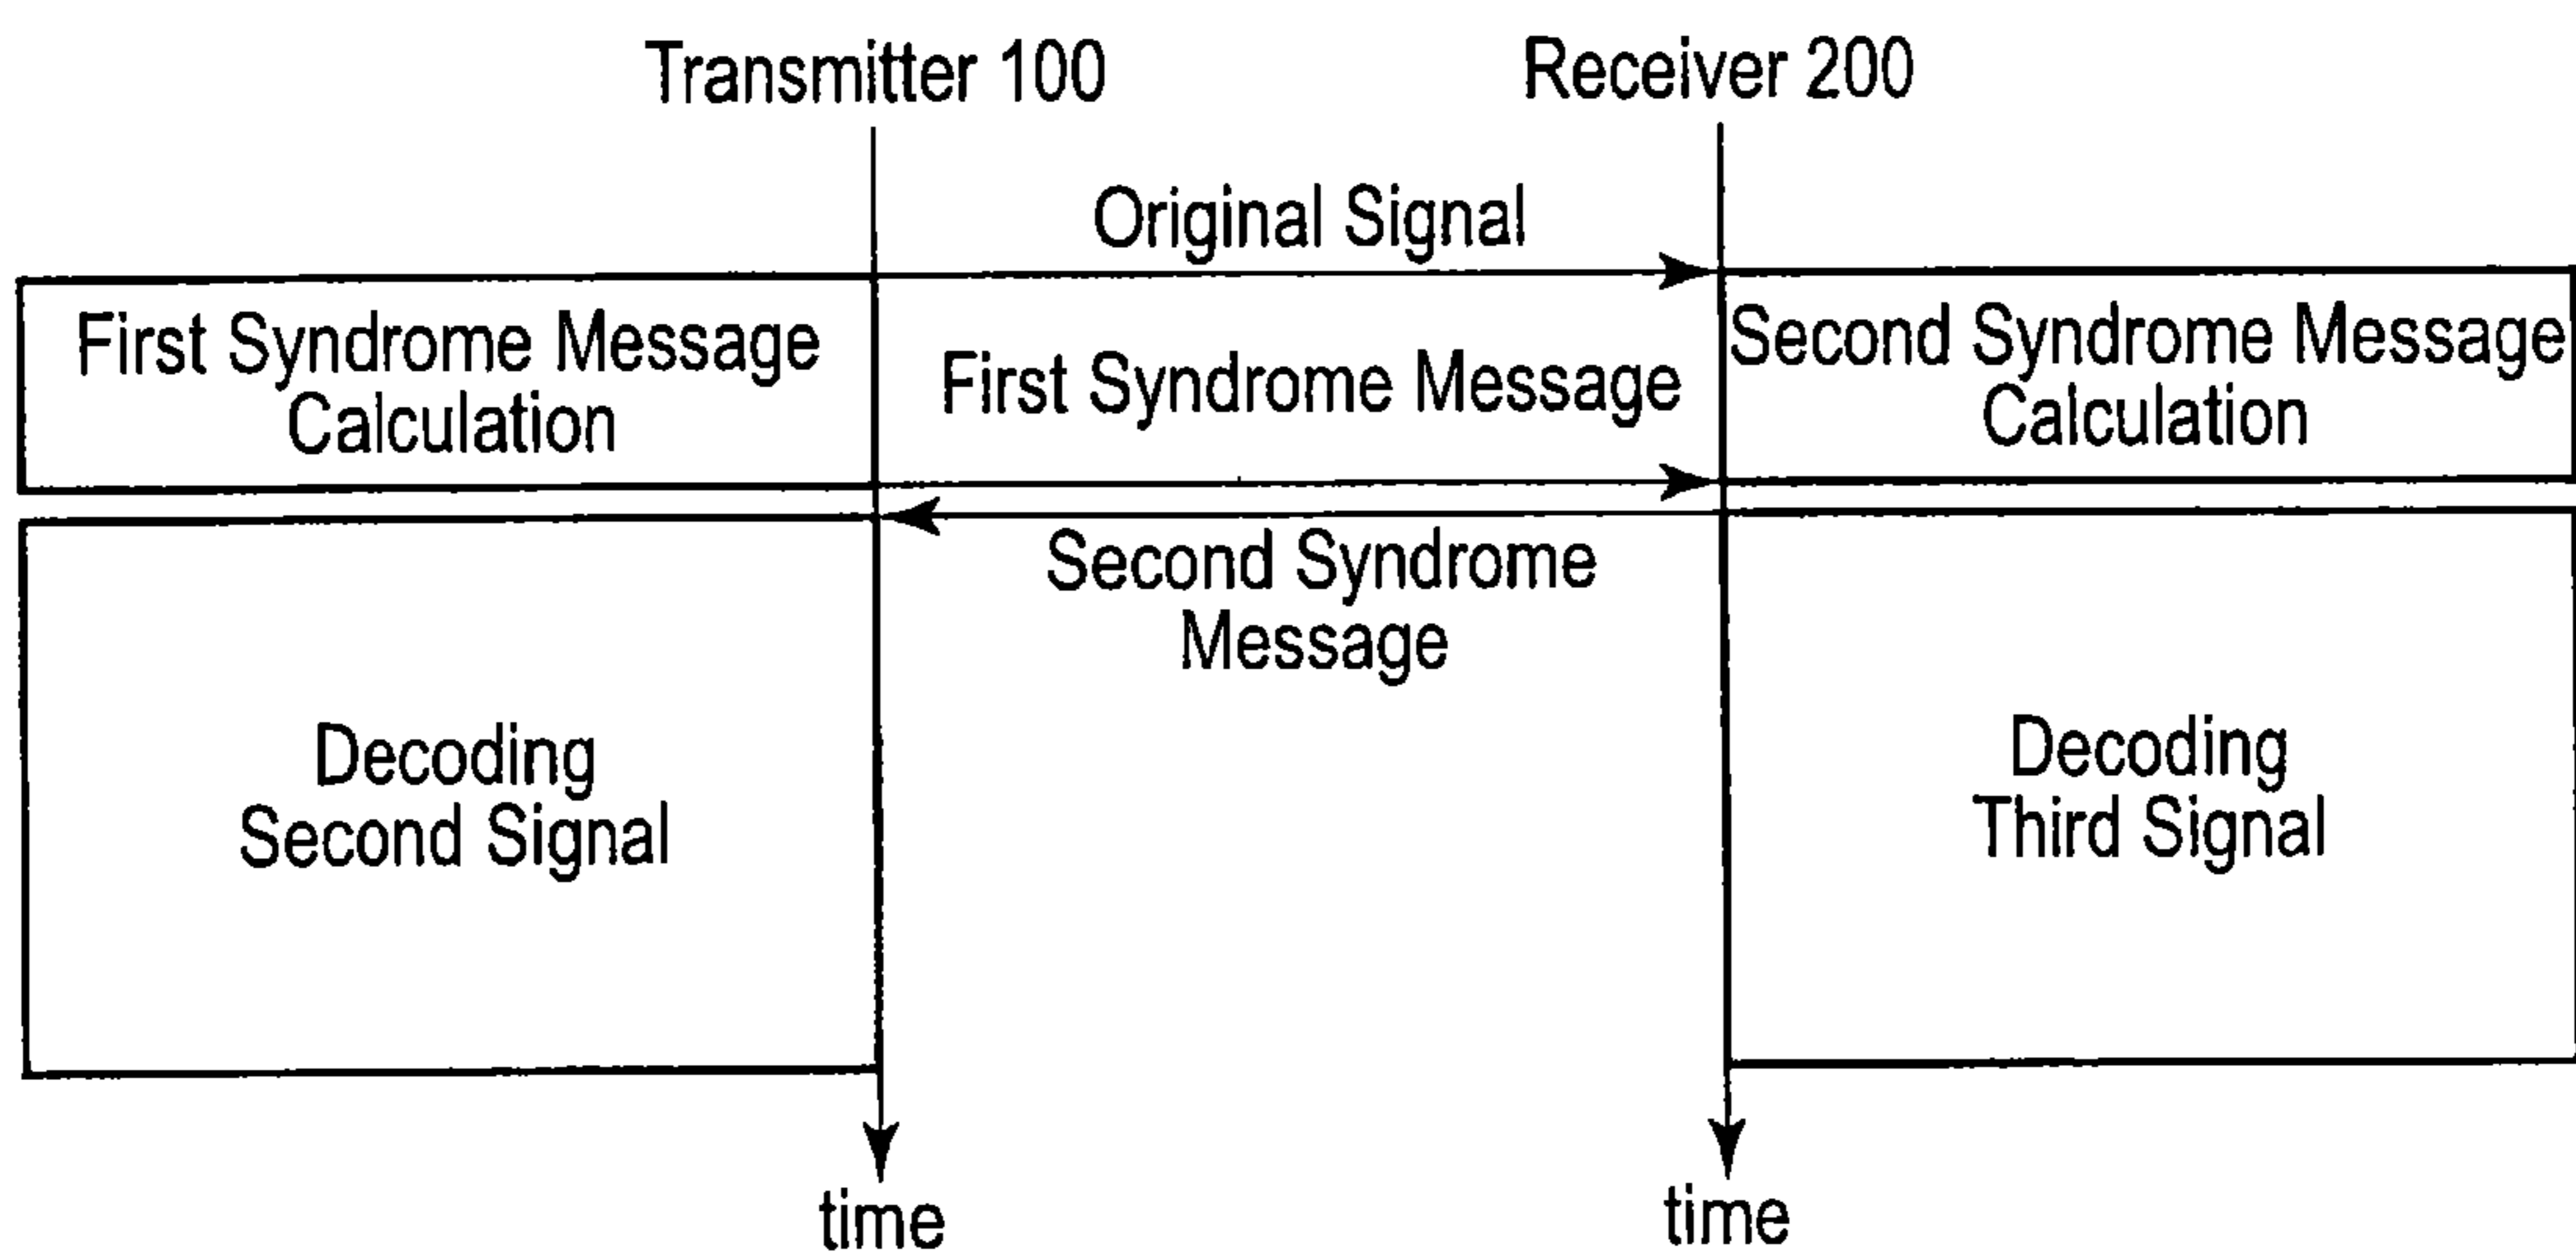 Transmitter 100
Receiver 200
Original Signal
First Syndrome Message
Calculation
First Syndrome Message
Second Syndrome Message
Calculation
Second Syndrome
Message
Decoding
Second Signal
Decoding
Third Signal
time
time